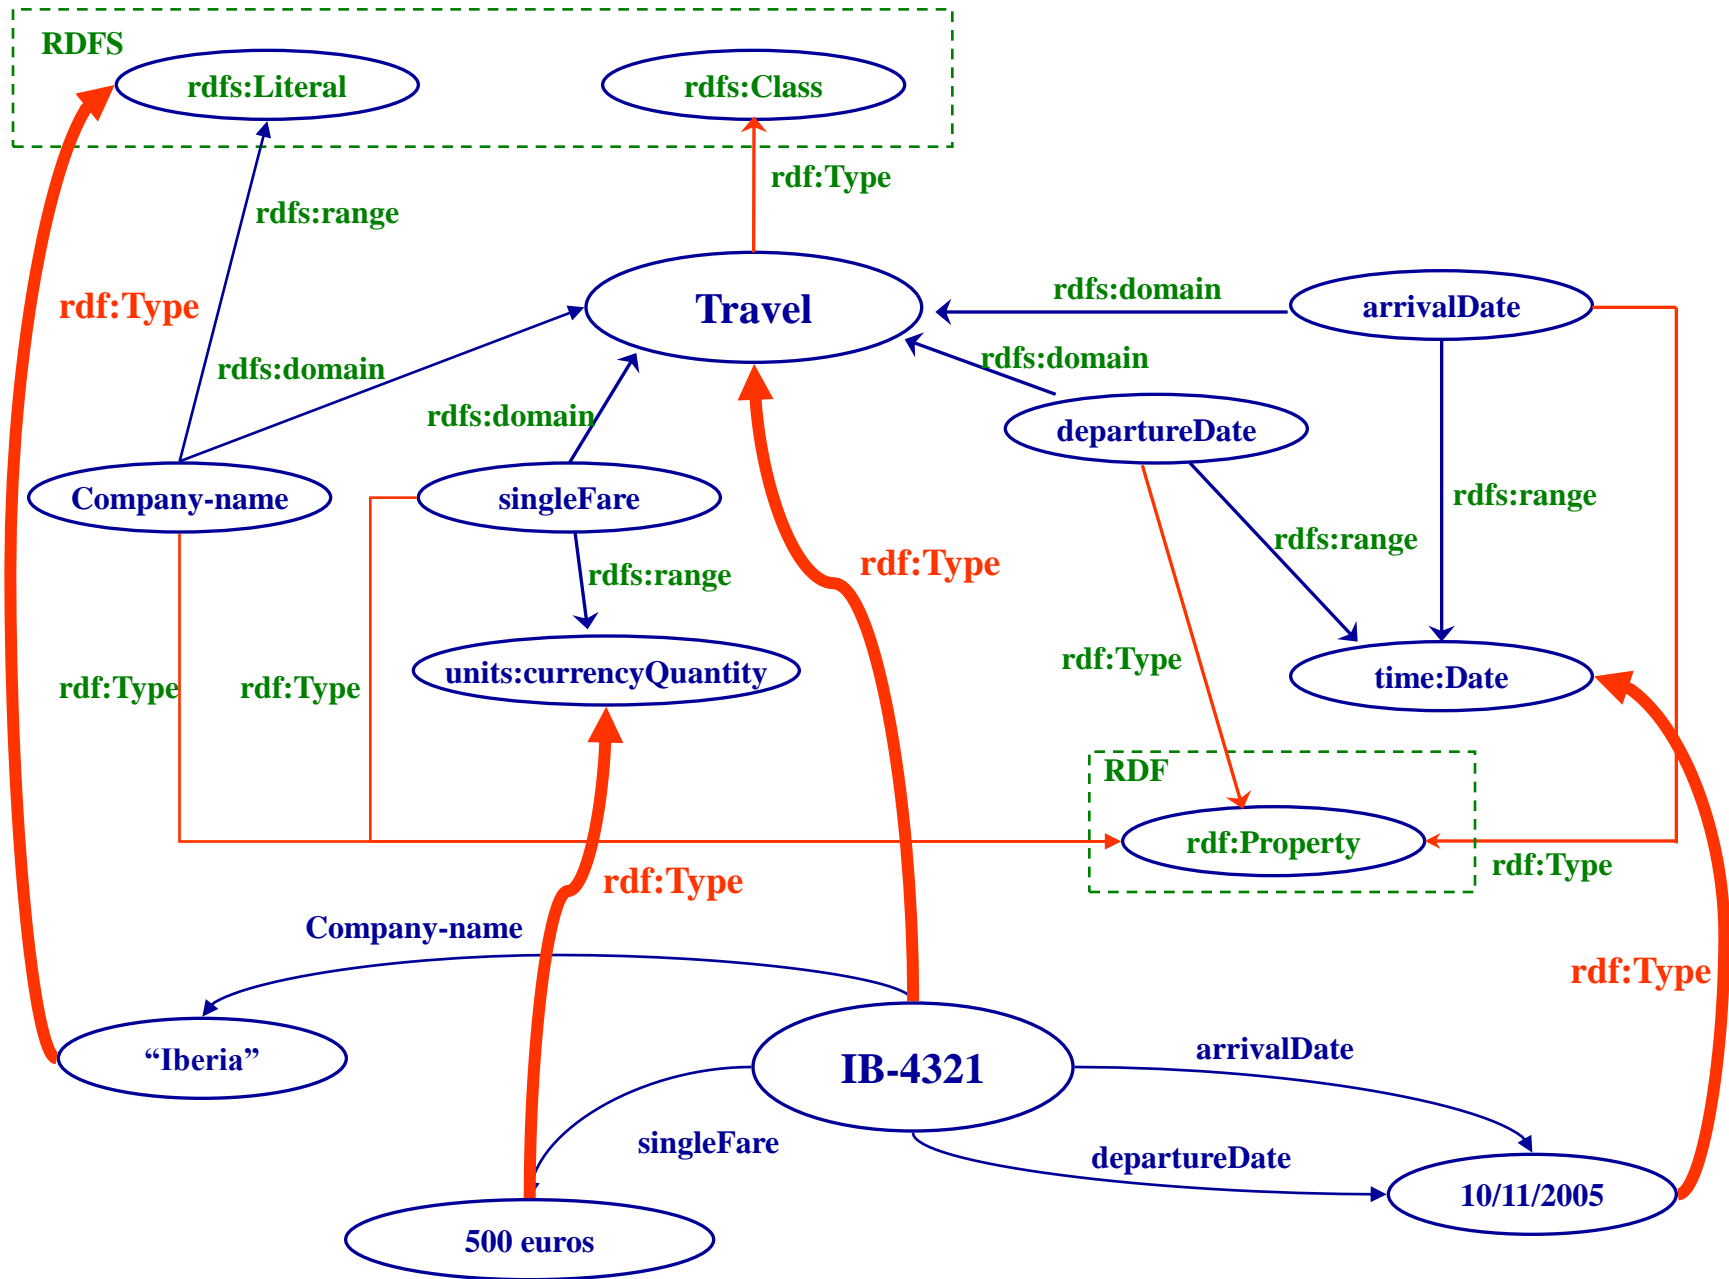 RDFS
rdfs:Literal
rdfs:Class
rdf:Type
rdfs:range
rdf:Type
Travel
rdfs:domain
arrivalDate
rdfs:domain
rdfs:domain
rdfs:domain
departureDate
Company-name
singleFare
rdfs:range
rdfs:range
rdf:Type
rdfs:range
rdf:Type
units:currencyQuantity
time:Date
rdf:Type
rdf:Type
RDF
rdf:Property
rdf:Type
rdf:Type
Company-name
rdf:Type
“Iberia”
IB-4321
arrivalDate
singleFare
departureDate
10/11/2005
500 euros